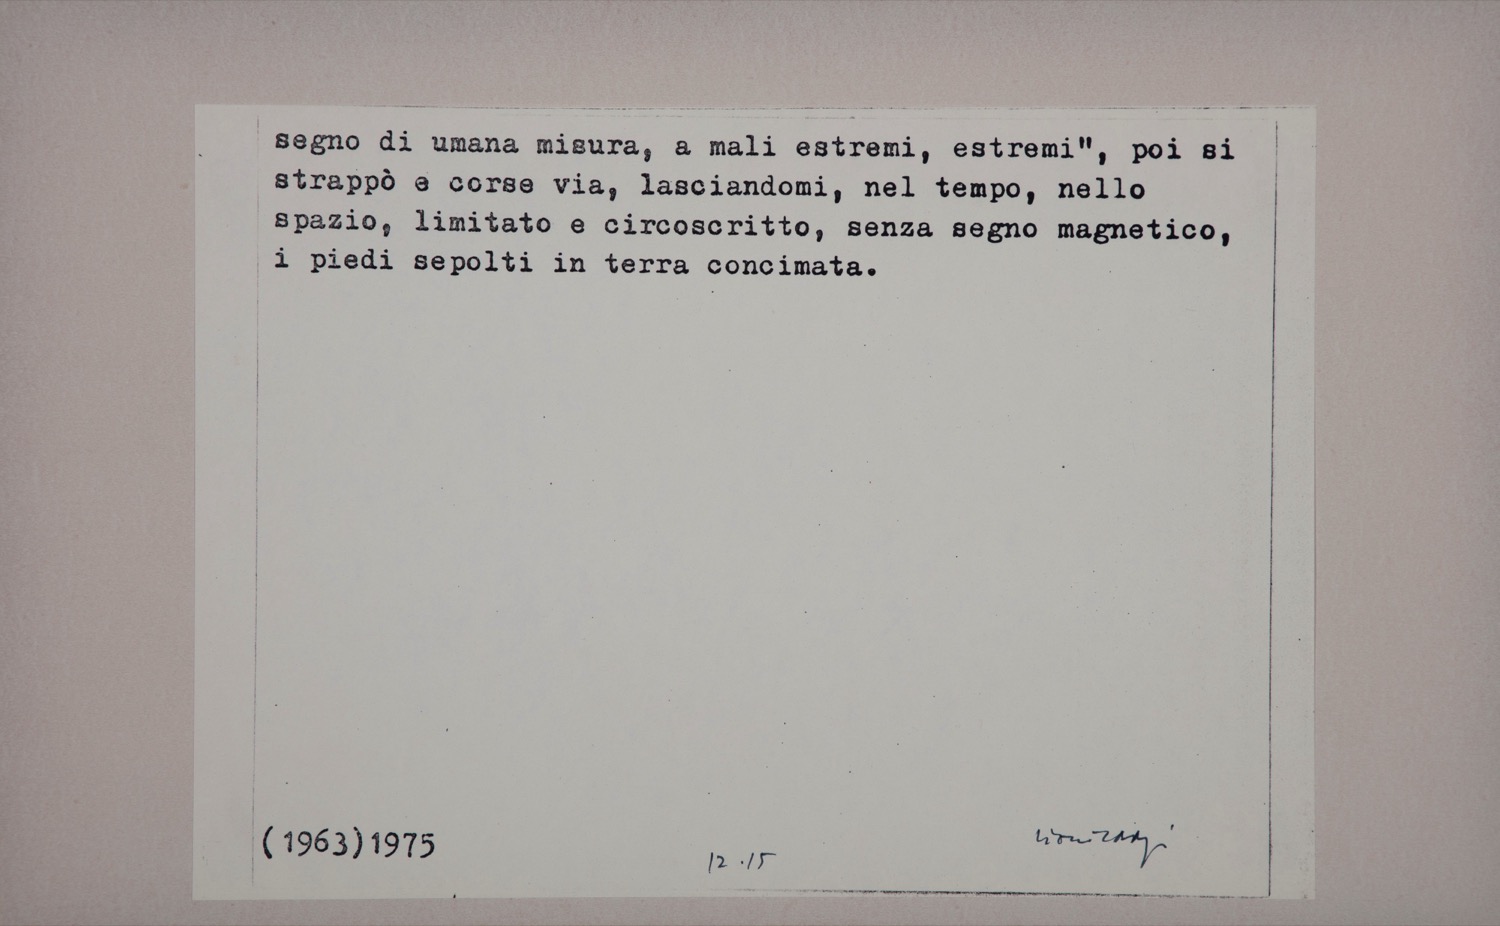 segno di umana misura, a mali estremi, estremi", poi si
strappò e corse via, lasciandomi, nel tempo, nello
spazio, limitato e circoscritto, senza segno magnetico,
i piedi sepolti in terra concimata.
(1963)1975
12.15